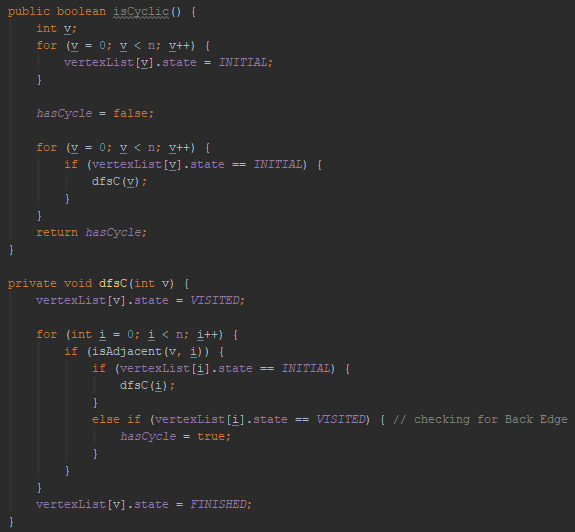 public boolean isCyclic() {
    int v;
    for (v = 0; v < n; v++) {
        vertexList[v].state = INITIAL;
    }

    hasCycle = false;

    for (v = 0; v < n; v++) {
        if (vertexList[v].state == INITIAL) {
            dfsC(v);
        }
    }
    return hasCycle;
}

private void dfsC(int v) {
    vertexList[v].state = VISITED;

    for (int i = 0; i < n; i++) {
        if (isAdjacent(v, i)) {
            if (vertexList[i].state == INITIAL) {
                dfsC(i);
            }
            else if (vertexList[i].state == VISITED) { // checking for Back Edge
                hasCycle = true;
            }
        }
    }
    vertexList[v].state = FINISHED;
}